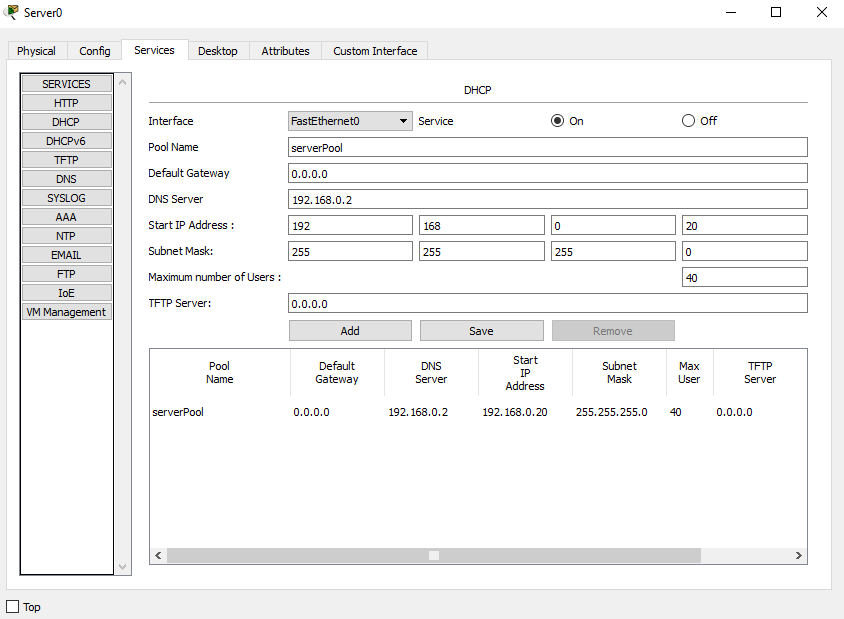 Server0
Physical Config Services Desktop Attributes Custom Interface
SERVICES
HTTP
DHCP
DHCPv6
TFTP
DNS
SYSLOG
AAA
NTP
EMAIL
FTP
IoE
VM Management
DHCP
Interface FastEthernet0 Service On Off
Pool Name serverPool
Default Gateway 0.0.0.0
DNS Server 192.168.0.2
Start IP Address : 192 168 0 20
Subnet Mask: 255 255 255 0
Maximum number of Users : 40
TFTP Server: 0.0.0.0
Add Save Remove
Pool Name Default Gateway DNS Server Start IP Address Subnet Mask Max User TFTP Server
serverPool 0.0.0.0 192.168.0.2 192.168.0.20 255.255.255.0 40 0.0.0.0
Top